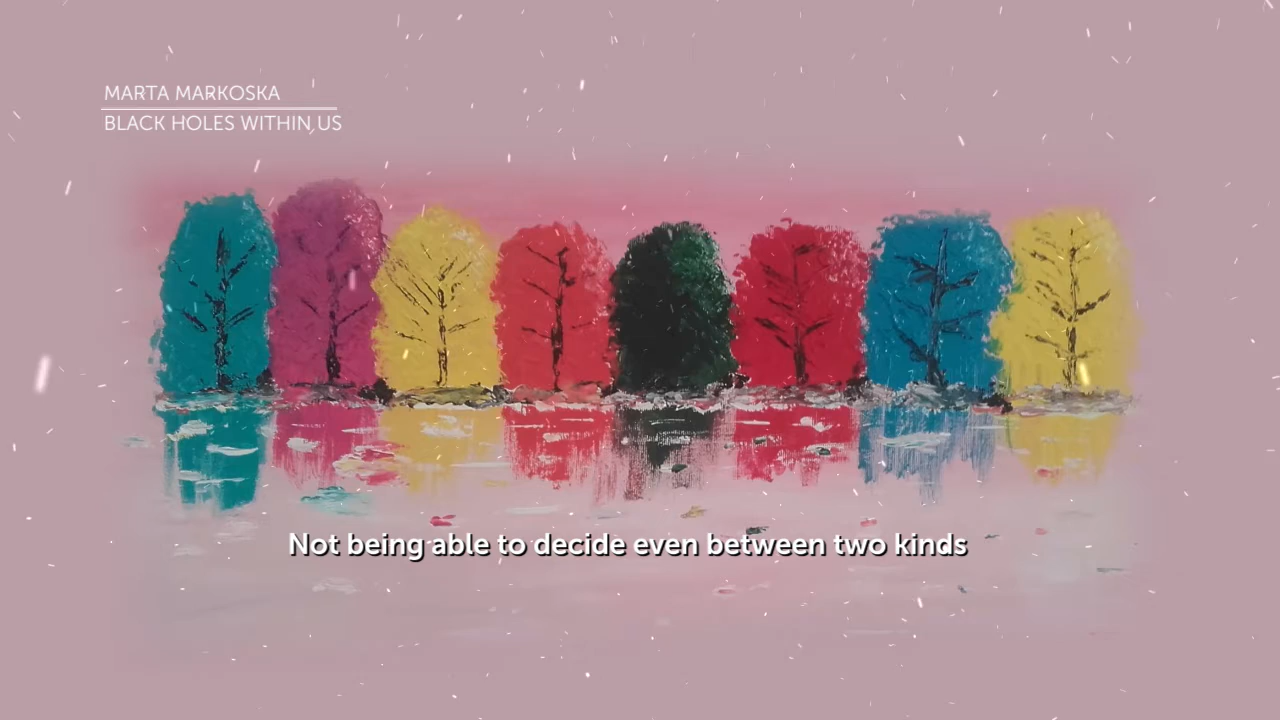 MARTA MARKOSKA
BLACK HOLES WITHIN US
Not being able to decide even between two kinds